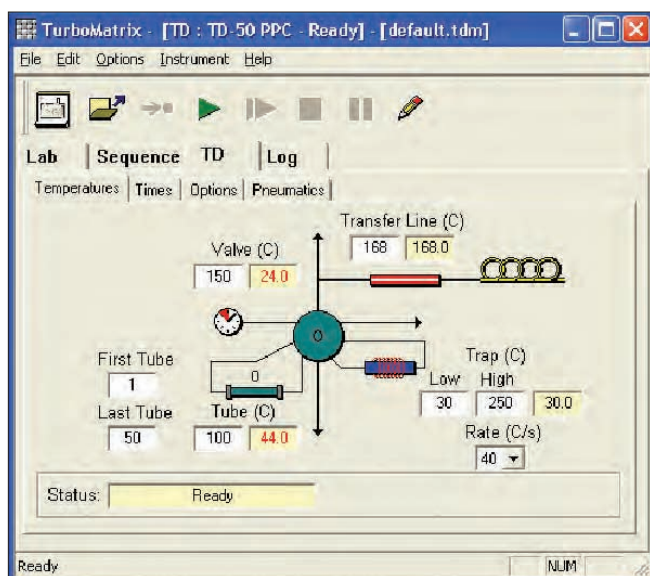 TurboMatrix - [TD : TD-50 PPC - Ready] - [default.tdm]
File Edit Options Instrument Help
Lab Sequence TD Log
Temperatures Times Options Pneumatics
Transfer Line (C)
168 168.0
Valve (C)
150 24.0
0
First Tube
1
0
Trap (C)
Low High
30 250 30.0
Last Tube
50
Tube (C)
100 44.0
Rate (C/s)
40
Status: Ready
Ready NUM